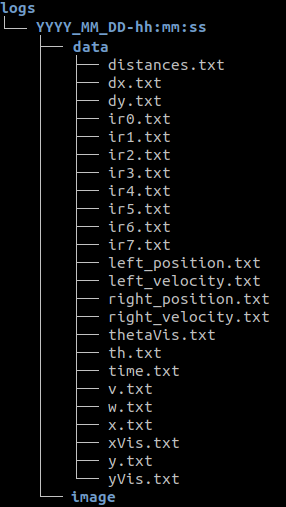 logs
YYYY_MM_DD-hh:mm:ss
data
distances.txt
dx.txt
dy.txt
ir0.txt
ir1.txt
ir2.txt
ir3.txt
ir4.txt
ir5.txt
ir6.txt
ir7.txt
left_position.txt
left_velocity.txt
right_position.txt
right_velocity.txt
thetaVis.txt
th.txt
time.txt
v.txt
w.txt
x.txt
xVis.txt
y.txt
yVis.txt
image